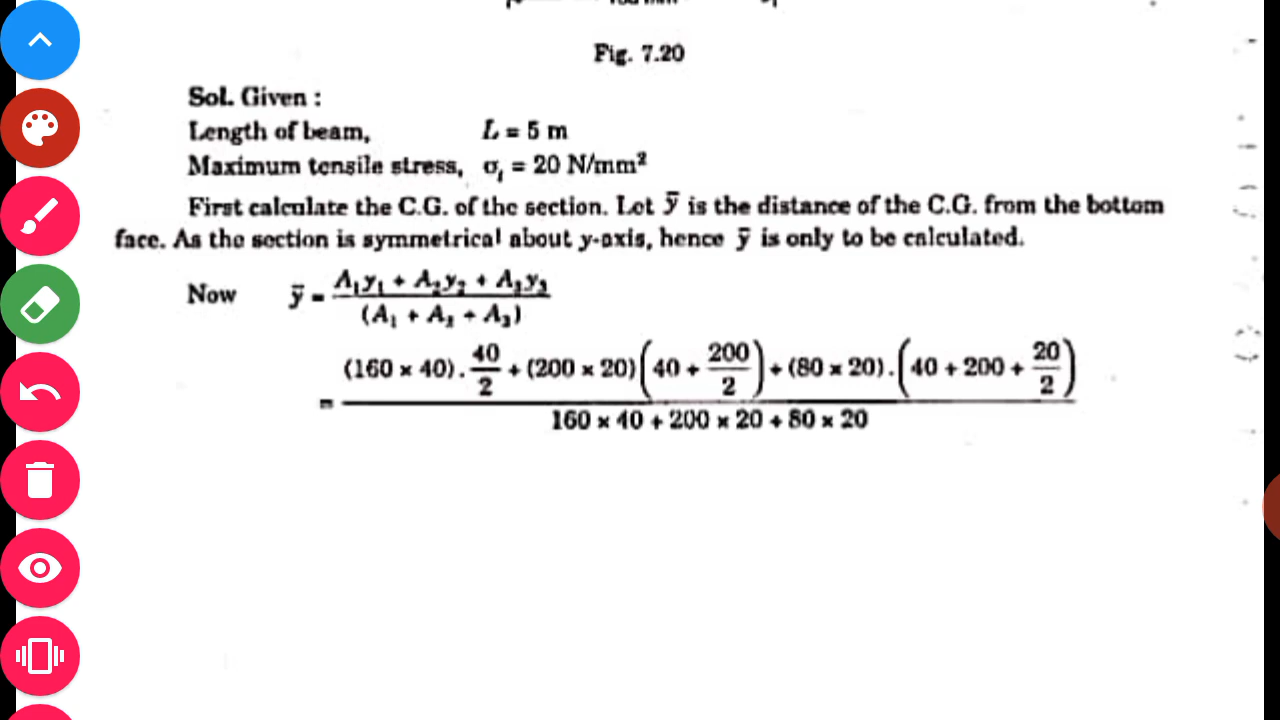 Fig. 7.20
Sol. Given :
Length of beam, L = 5 m
Maximum tensile stress, σt = 20 N/mm²
First calculate the C.G. of the section. Let ȳ is the distance of the C.G. from the bottom
face. As the section is symmetrical about y-axis, hence ȳ is only to be calculated.
Now ȳ = (A₁y₁ + A₂y₂ + A₃y₃) / (A₁ + A₂ + A₃)
= [(160 × 40) . 40/2 + (200 × 20)(40 + 200/2) + (80 × 20) . (40 + 200 + 20/2)] / [160 × 40 + 200 × 20 + 80 × 20]